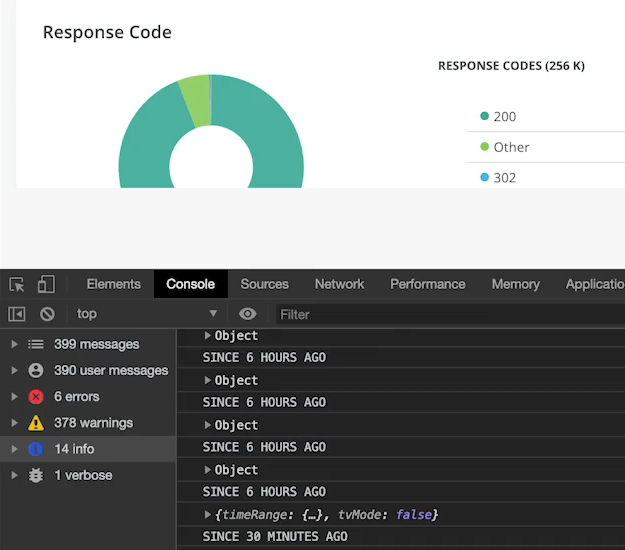 Response Code
RESPONSE CODES (256 K)
200
Other
302
Elements Console Sources Network Performance Memory Applicatio
top Filter
399 messages
390 user messages
6 errors
378 warnings
14 info
1 verbose
Object
SINCE 6 HOURS AGO
Object
SINCE 6 HOURS AGO
Object
SINCE 6 HOURS AGO
Object
SINCE 6 HOURS AGO
{timeRange: {…}, tvMode: false}
SINCE 30 MINUTES AGO